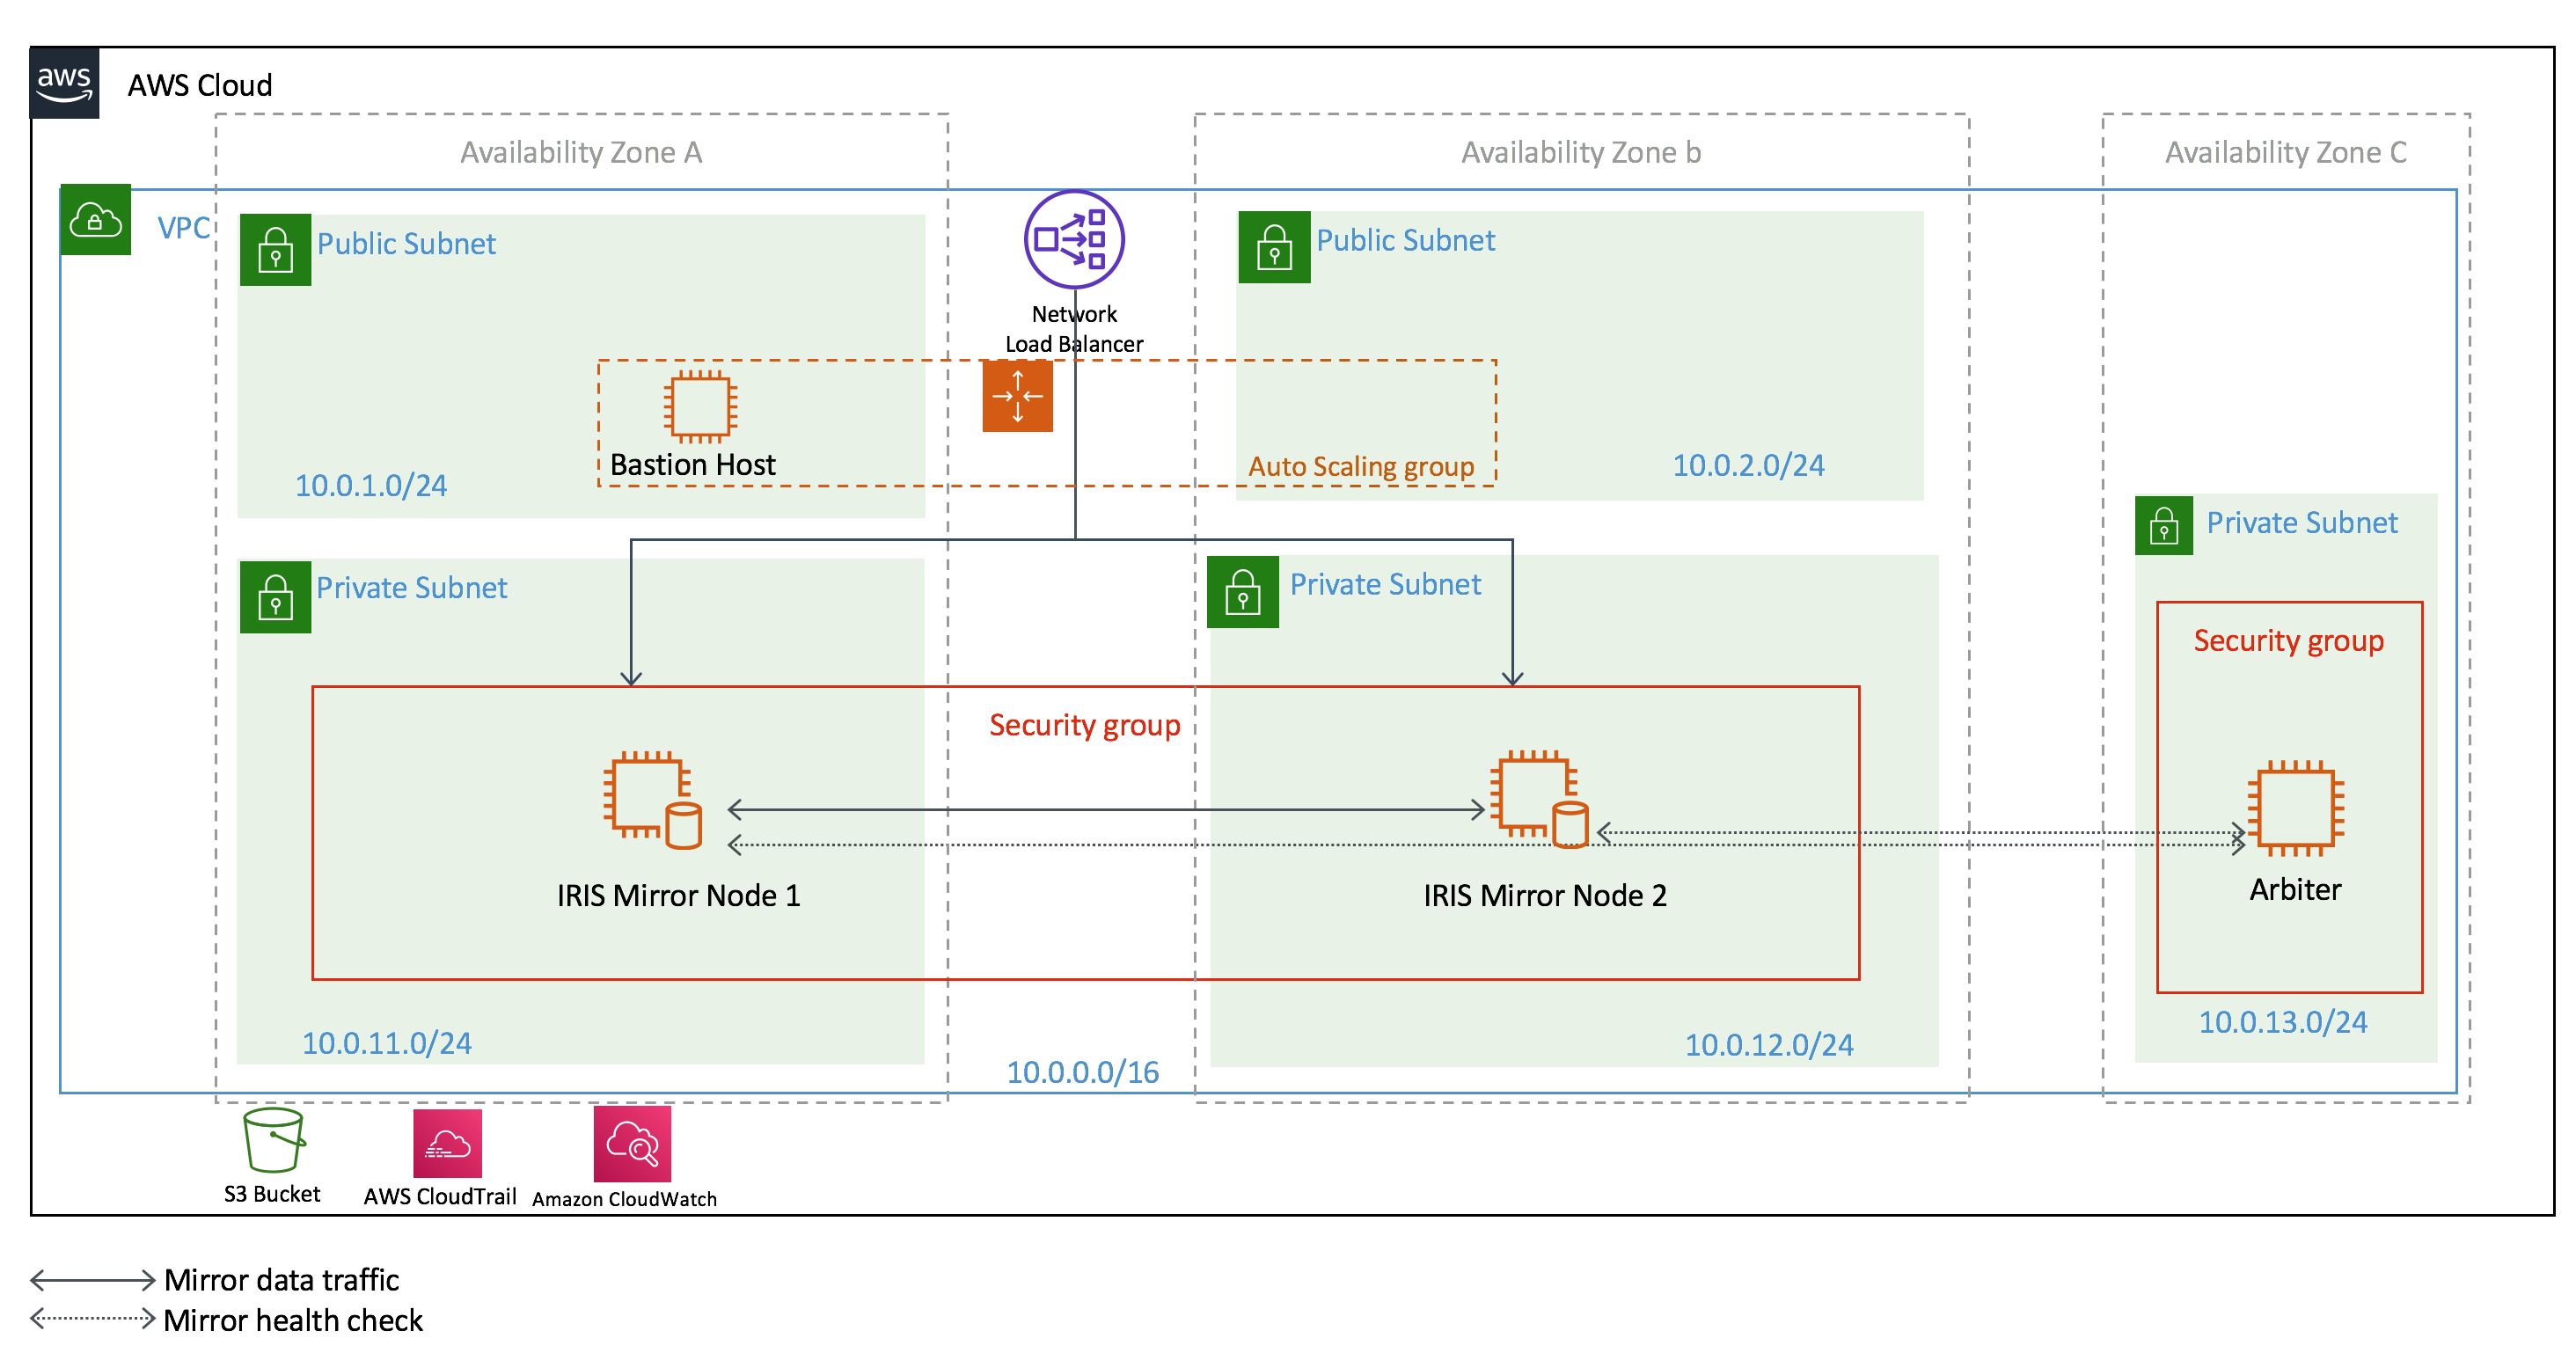 aws
AWS Cloud
Availability Zone A
Availability Zone b
Availability Zone C
VPC
Public Subnet
Public Subnet
Network
Load Balancer
Bastion Host
Auto Scaling group
10.0.1.0/24
10.0.2.0/24
Private Subnet
Private Subnet
Private Subnet
Security group
Security group
IRIS Mirror Node 1
IRIS Mirror Node 2
Arbiter
10.0.11.0/24
10.0.12.0/24
10.0.13.0/24
10.0.0.0/16
S3 Bucket
AWS CloudTrail
Amazon CloudWatch
Mirror data traffic
Mirror health check